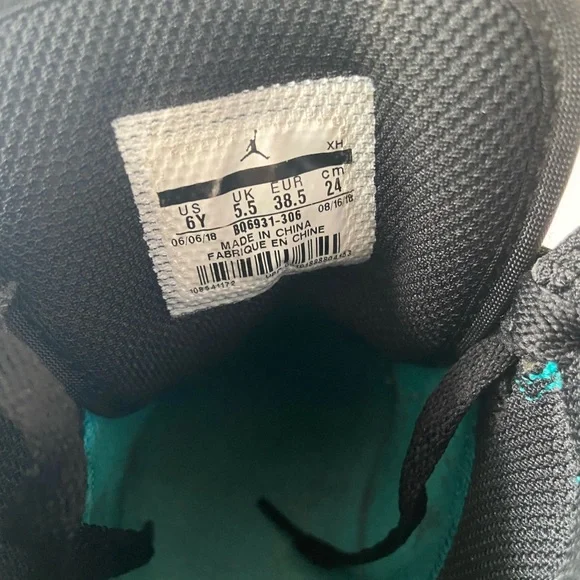 XH
US UK EUR cm
6Y 5.5 38.5 24
06/06/18 BQ6931-306 08/16/18
MADE IN CHINA
FABRIQUE EN CHINE